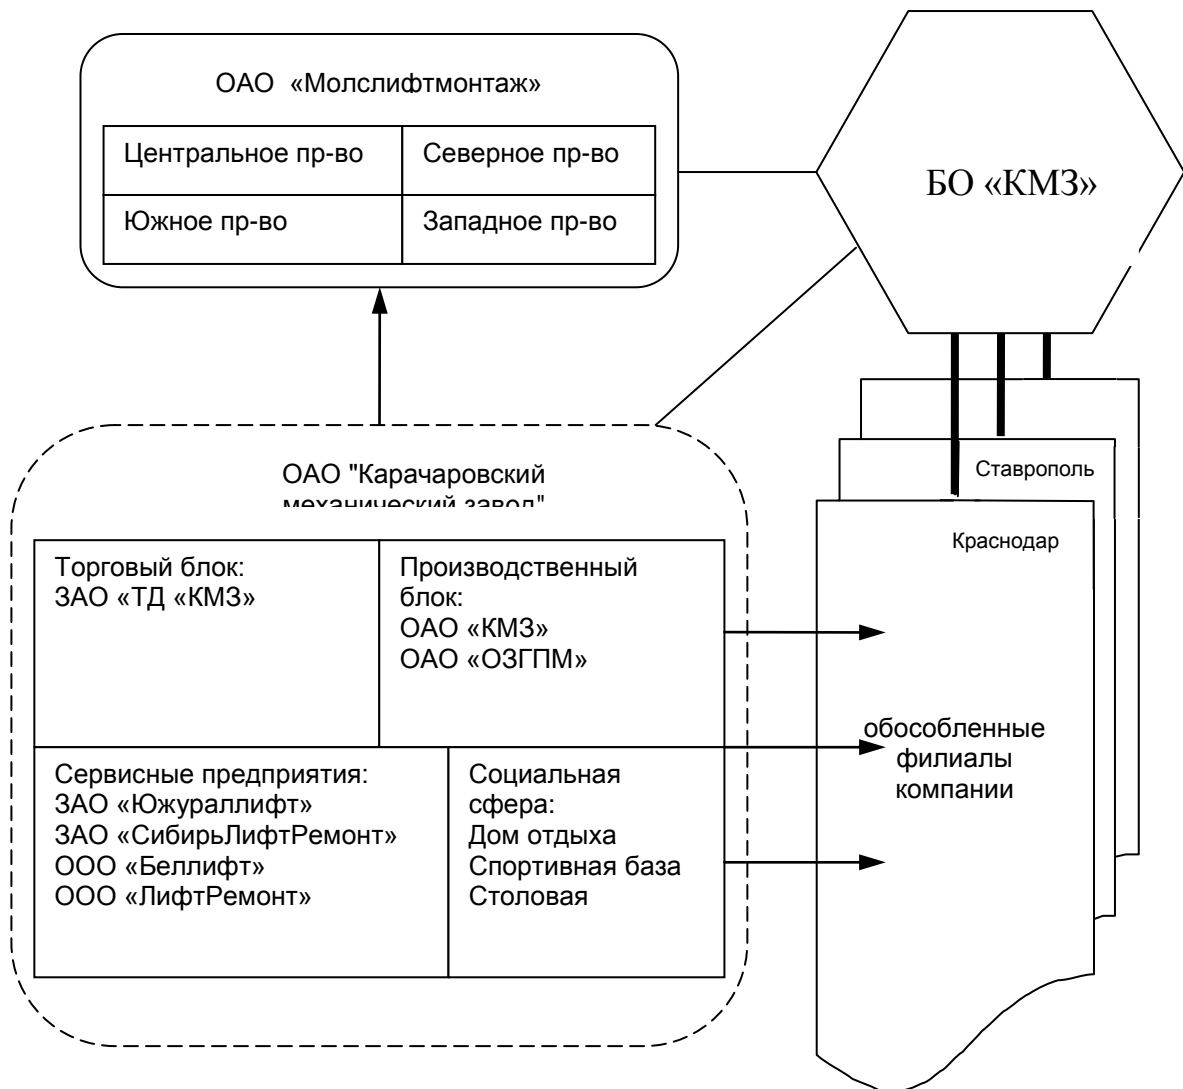 ОАО «Молслифтмонтаж»
Центральное пр-во
Северное пр-во
Южное пр-во
Западное пр-во
БО «КМЗ»
ОАО "Карачаровский
механический завод"
Торговый блок:
ЗАО «ТД «КМЗ»
Производственный
блок:
ОАО «КМЗ»
ОАО «ОЗГПМ»
Сервисные предприятия:
ЗАО «Южураллифт»
ЗАО «СибирьЛифтРемонт»
ООО «Беллифт»
ООО «ЛифтРемонт»
Социальная
сфера:
Дом отдыха
Спортивная база
Столовая
Ставрополь
Краснодар
обособленные
филиалы
компании